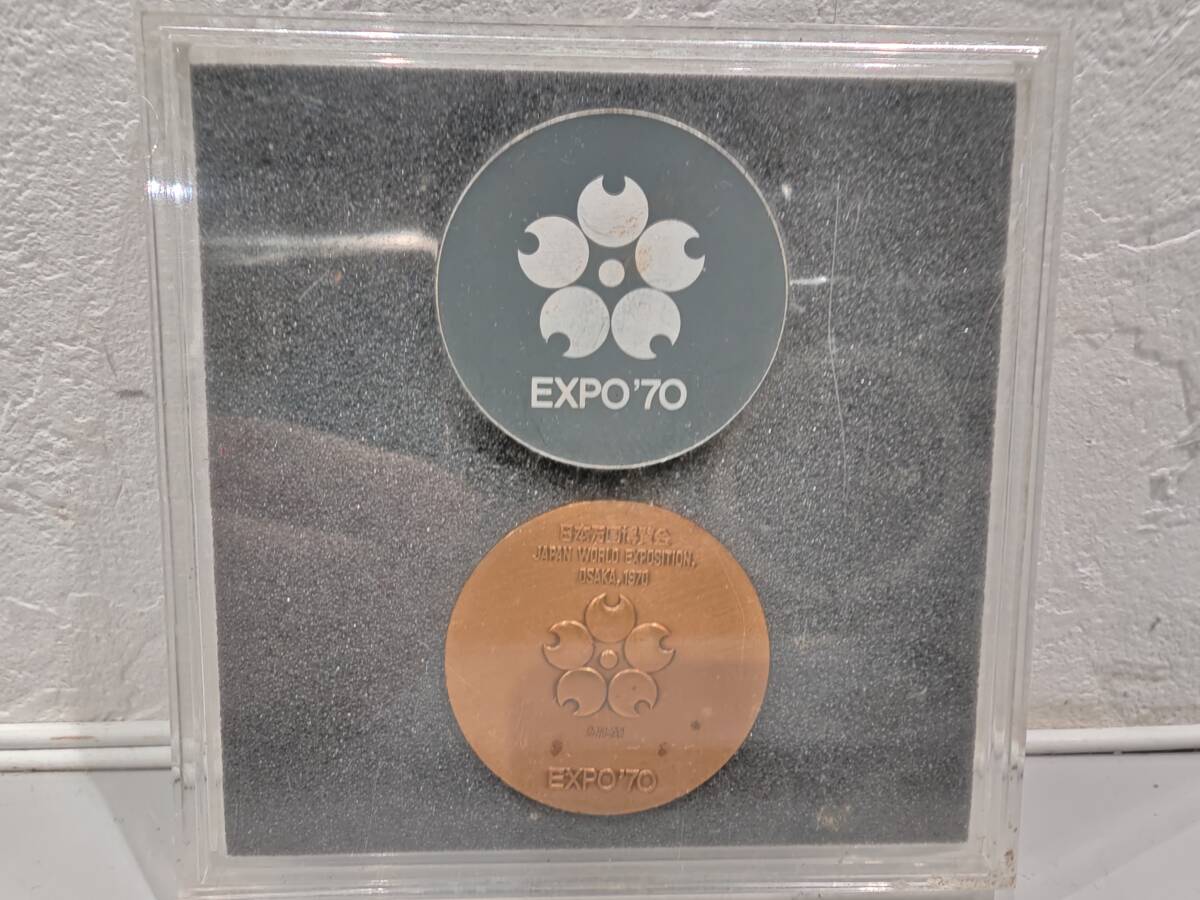 EXPO'70
日本万国博覧会
JAPAN WORLD EXPOSITION,
OSAKA, 1970
EXPO'70